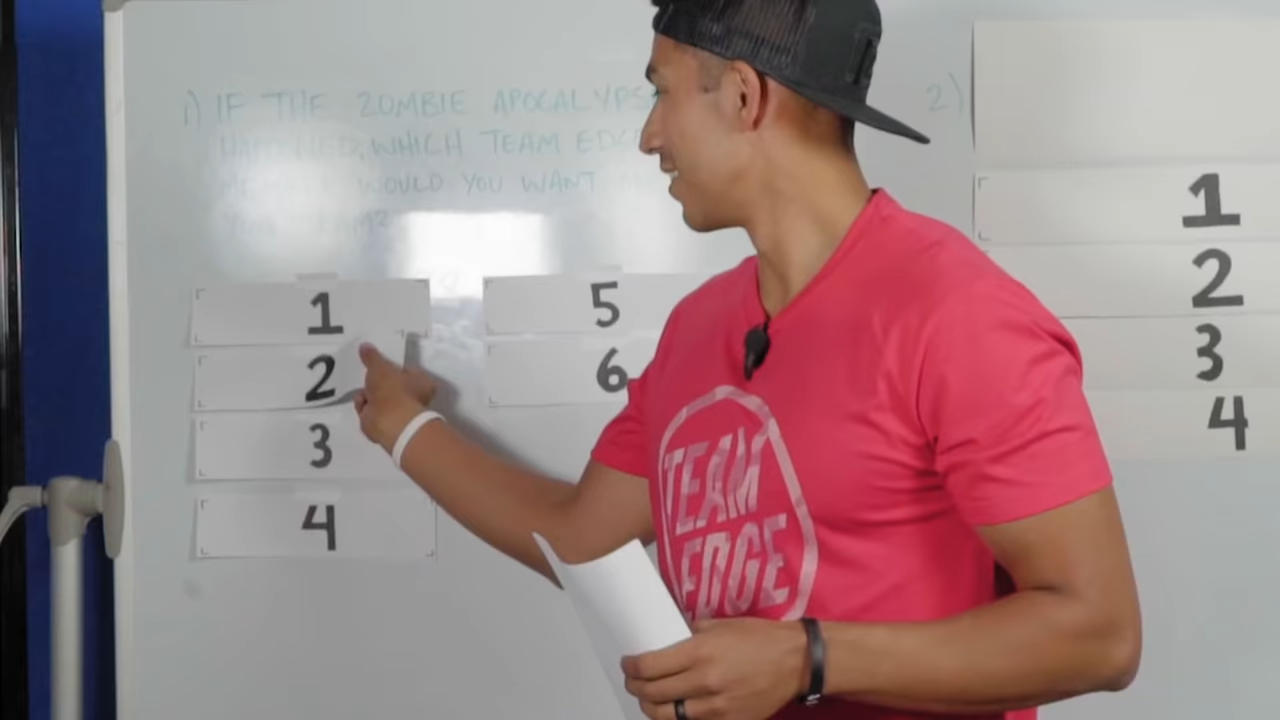 1) IF THE ZOMBIE APOCALYPS
HAPPENED, WHICH TEAM EDGE
WOULD YOU WANT
2)
1
2
3
4
5
6
1
2
3
4
TEAM
EDGE